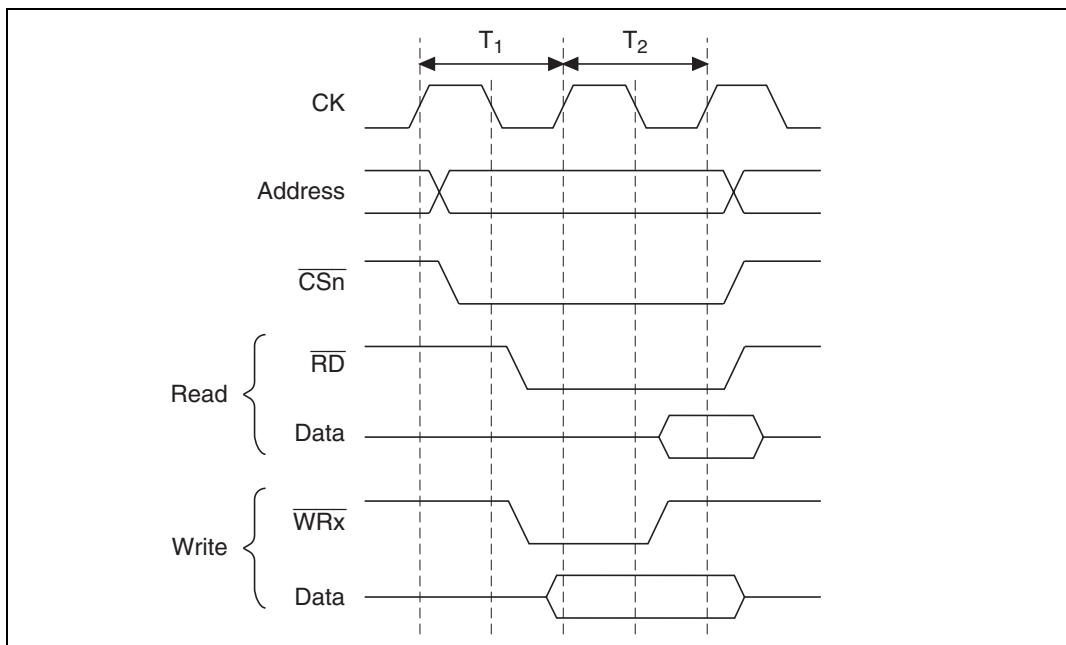 T1 T2
CK
Address
CSn
RD
Read
Data
WRx
Write
Data